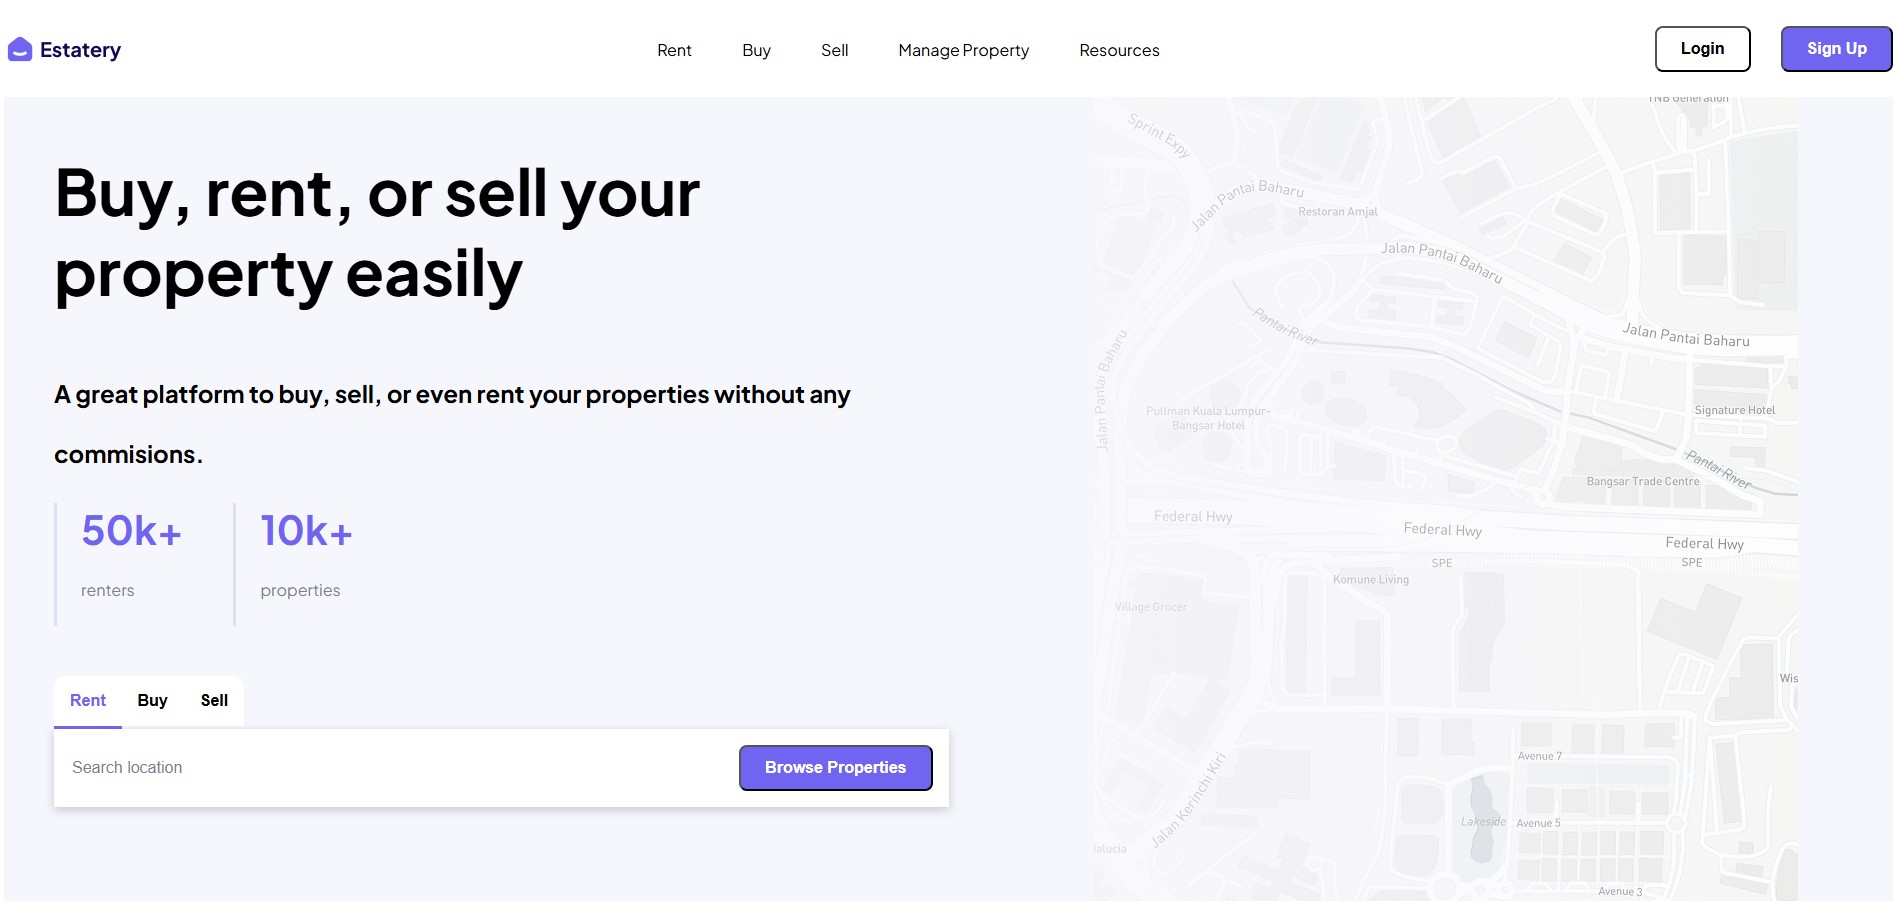 Estatery
Rent
Buy
Sell
Manage Property
Resources
Login
Sign Up
Buy, rent, or sell your
property easily
A great platform to buy, sell, or even rent your properties without any
commisions.
50k+
renters
10k+
properties
Rent
Buy
Sell
Search location
Browse Properties
TNB Generation
Sprint Expy
Jalan Pantai Baharu
Restoran Amjal
Jalan Pantai Baharu
Pantai River
Jalan Pantai Baharu
Jalan Pantai Baharu
Pullman Kuala Lumpur-
Bangsar Hotel
Signature Hotel
Pantai River
Bangsar Trade Centre
Federal Hwy
Federal Hwy
Federal Hwy
SPE
SPE
Komune Living
Village Grocer
Wis
Jalan Kerinchi Kiri
Avenue 7
Lakeside
Avenue 5
lalucia
Avenue 3